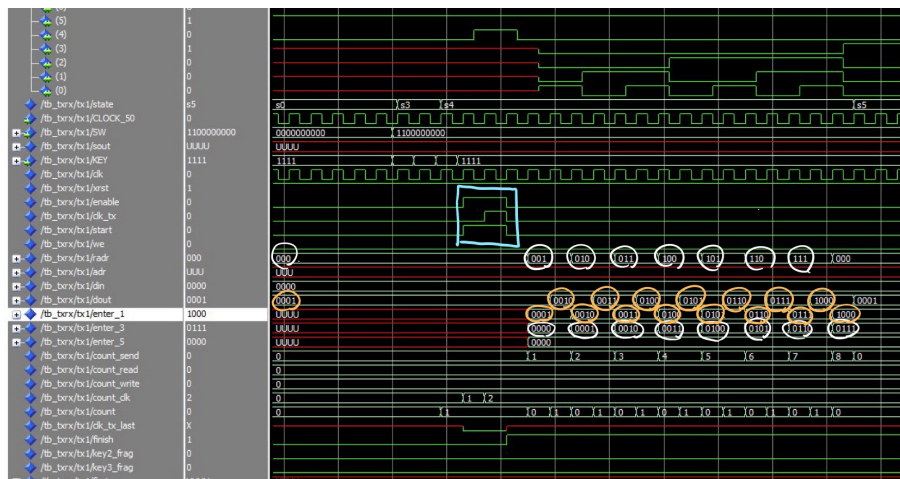 (5) 1
(4) 0
(3) 1
(2) 0
(1) 0
(0) 0
/tb_txrx/tx1/state s5 s0 s3 s4 s5
/tb_txrx/tx1/CLOCK_50 0
/tb_txrx/tx1/SW 1100000000 0000000000 1100000000
/tb_txrx/tx1/sout UUUU UUUU
/tb_txrx/tx1/KEY 1111 1111 1111
/tb_txrx/tx1/clk 0
/tb_txrx/tx1/xrst 1
/tb_txrx/tx1/enable 0
/tb_txrx/tx1/clk_tx 0
/tb_txrx/tx1/start 0
/tb_txrx/tx1/we 0
/tb_txrx/tx1/radr 000 000 001 010 011 100 101 110 111 000
/tb_txrx/tx1/adr UUU UUU
/tb_txrx/tx1/din 0000 0000
/tb_txrx/tx1/dout 0001 0001 0010 0011 0100 0101 0110 0111 1000 0001
/tb_txrx/tx1/enter_1 1000 UUUU 0001 0010 0011 0100 0101 0110 0111 1000
/tb_txrx/tx1/enter_3 0111 UUUU 0000 0001 0010 0011 0100 0101 0110 0111
/tb_txrx/tx1/enter_5 0000 UUUU 0000
/tb_txrx/tx1/count_send 0 0 1 2 3 4 5 6 7 8 0
/tb_txrx/tx1/count_read 0 0
/tb_txrx/tx1/count_write 0 0
/tb_txrx/tx1/count_clk 2 0 1 2
/tb_txrx/tx1/count 0 0 1 0 1 0 1 0 1 0 1 0 1 0 1 0 1 0
/tb_txrx/tx1/clk_tx_last X
/tb_txrx/tx1/finish 1
/tb_txrx/tx1/key2_frag 0
/tb_txrx/tx1/key3_frag 0